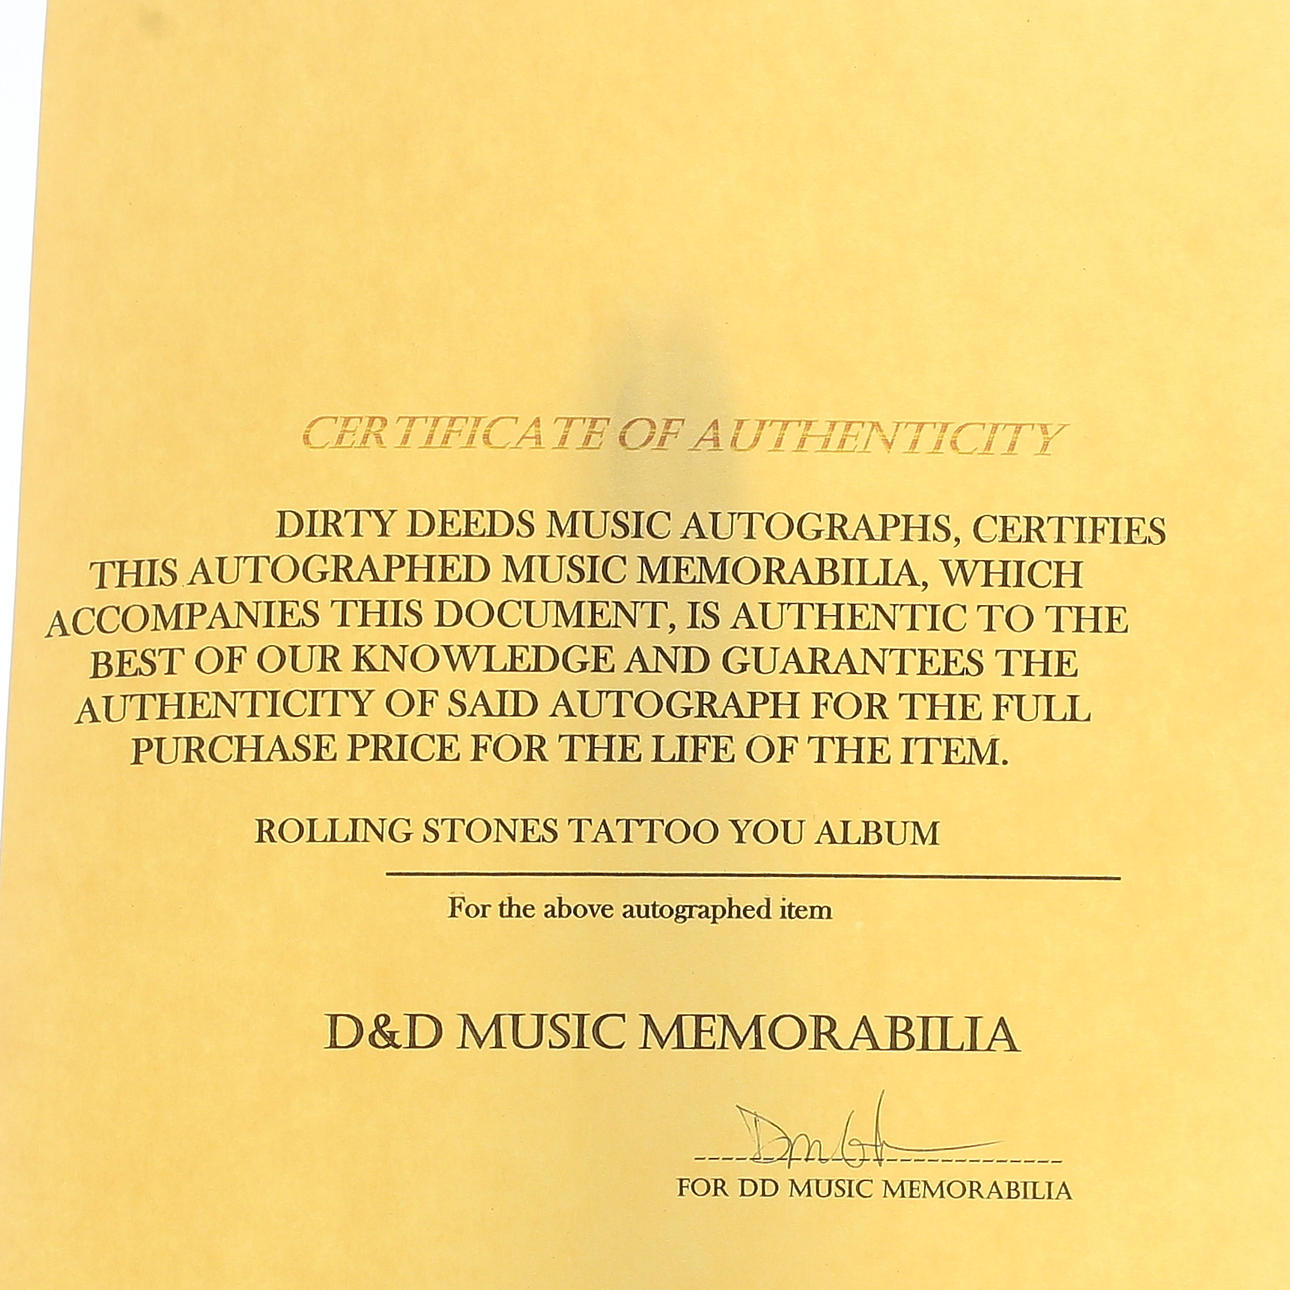 CERTIFICATE OF AUTHENTICITY
DIRTY DEEDS MUSIC AUTOGRAPHS, CERTIFIES
THIS AUTOGRAPHED MUSIC MEMORABILIA, WHICH
ACCOMPANIES THIS DOCUMENT, IS AUTHENTIC TO THE
BEST OF OUR KNOWLEDGE AND GUARANTEES THE
AUTHENTICITY OF SAID AUTOGRAPH FOR THE FULL
PURCHASE PRICE FOR THE LIFE OF THE ITEM.
ROLLING STONES TATTOO YOU ALBUM
For the above autographed item
D&D MUSIC MEMORABILIA
FOR DD MUSIC MEMORABILIA